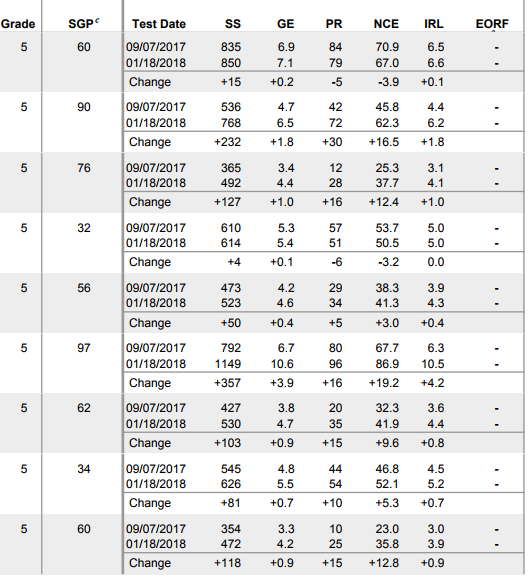 Grade SGP c Test Date SS GE PR NCE IRL EORF
5 60 09/07/2017 835 6.9 84 70.9 6.5 -
01/18/2018 850 7.1 79 67.0 6.6 -
Change +15 +0.2 -5 -3.9 +0.1
5 90 09/07/2017 536 4.7 42 45.8 4.4 -
01/18/2018 768 6.5 72 62.3 6.2 -
Change +232 +1.8 +30 +16.5 +1.8
5 76 09/07/2017 365 3.4 12 25.3 3.1 -
01/18/2018 492 4.4 28 37.7 4.1 -
Change +127 +1.0 +16 +12.4 +1.0
5 32 09/07/2017 610 5.3 57 53.7 5.0 -
01/18/2018 614 5.4 51 50.5 5.0 -
Change +4 +0.1 -6 -3.2 0.0
5 56 09/07/2017 473 4.2 29 38.3 3.9 -
01/18/2018 523 4.6 34 41.3 4.3 -
Change +50 +0.4 +5 +3.0 +0.4
5 97 09/07/2017 792 6.7 80 67.7 6.3 -
01/18/2018 1149 10.6 96 86.9 10.5 -
Change +357 +3.9 +16 +19.2 +4.2
5 62 09/07/2017 427 3.8 20 32.3 3.6 -
01/18/2018 530 4.7 35 41.9 4.4 -
Change +103 +0.9 +15 +9.6 +0.8
5 34 09/07/2017 545 4.8 44 46.8 4.5 -
01/18/2018 626 5.5 54 52.1 5.2 -
Change +81 +0.7 +10 +5.3 +0.7
5 60 09/07/2017 354 3.3 10 23.0 3.0 -
01/18/2018 472 4.2 25 35.8 3.9 -
Change +118 +0.9 +15 +12.8 +0.9